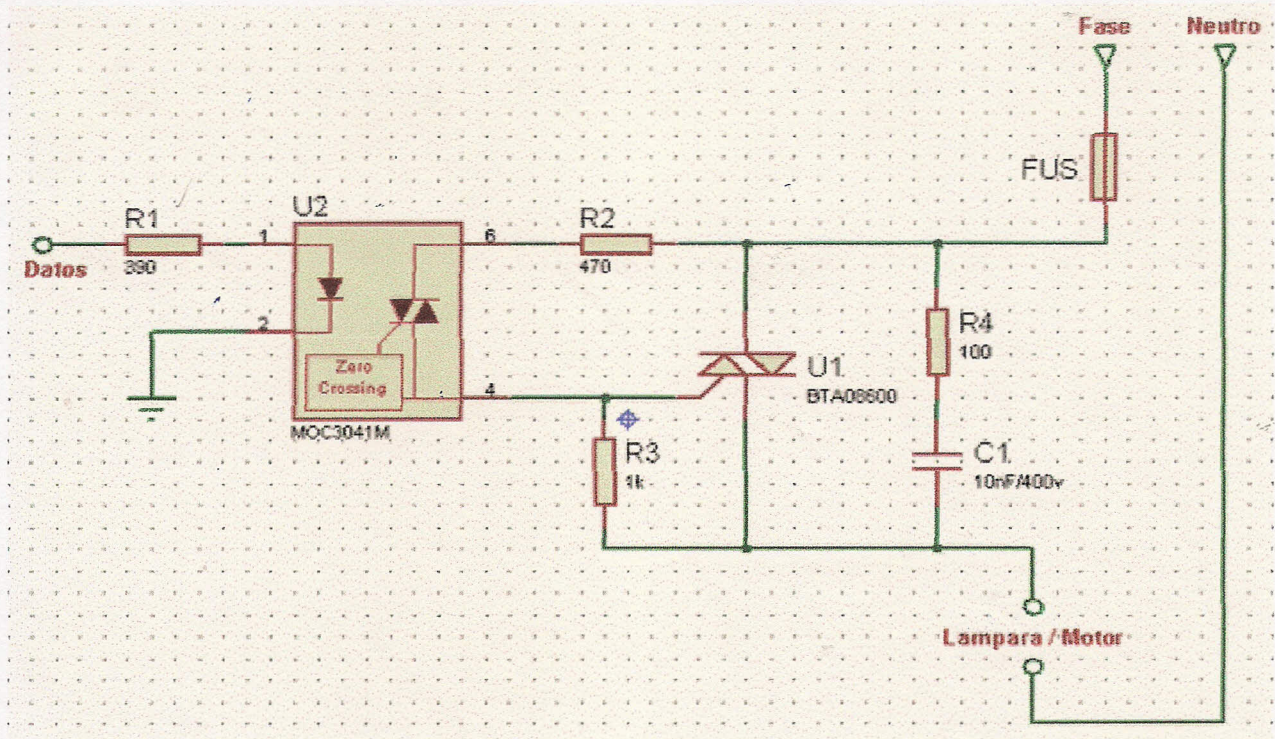 Fase
Neutro
FUS
U2
R1
R2
1
6
Datos
390
470
2
R4
100
Zero
Crossing
U1
4
BTA08600
MOC3041M
R3
1k
C1
10nF/400v
Lampara / Motor